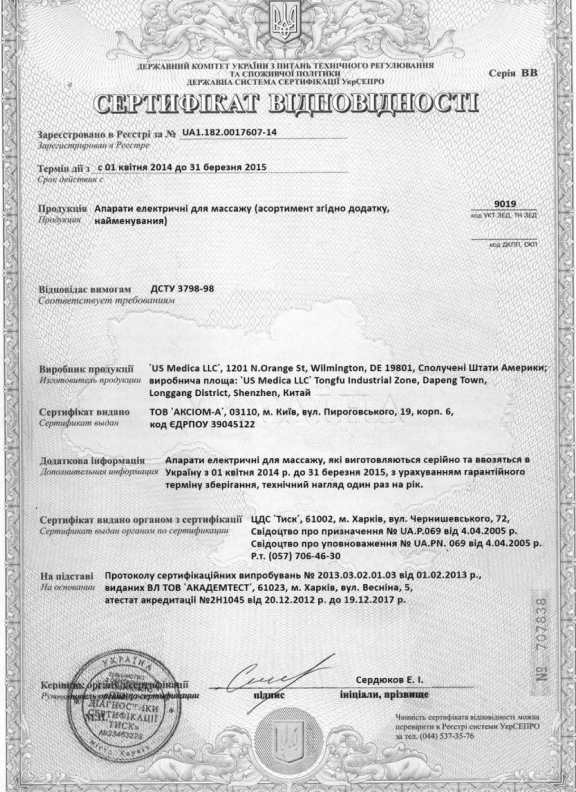 ДЕРЖАВНИЙ КОМІТЕТ УКРАЇНИ З ПИТАНЬ ТЕХНІЧНОГО РЕГУЛЮВАННЯ
ТА СПОЖИВЧОЇ ПОЛІТИКИ
ДЕРЖАВНА СИСТЕМА СЕРТИФІКАЦІЇ УкрСЕПРО
Серія ВВ
СЕРТИФІКАТ ВІДПОВІДНОСТІ
Зареєстровано в Реєстрі за № UA1.182.0017607-14
Зарегистрирован в Реестре
Термін дії з с 01 квітня 2014 до 31 березня 2015
Срок действия с
Продукція Апарати електричні для массажу (асортимент згідно додатку, 9019
Продукция найменування) код УКТ ЗЕД, ТН ЗЕД
код ДКПП, ОКП
Відповідає вимогам ДСТУ 3798-98
Соответствует требованиям
Виробник продукції 'US Medica LLC', 1201 N.Orange St, Wilmington, DE 19801, Сполучені Штати Америки;
Изготовитель продукции виробнича площа: 'US Medica LLC' Tongfu Industrial Zone, Dapeng Town,
Longgang District, Shenzhen, Китай
Сертифікат видано ТОВ 'АКСІОМ-А', 03110, м. Київ, вул. Пироговського, 19, корп. 6,
Сертификат выдан код ЄДРПОУ 39045122
Додаткова інформація Апарати електричні для массажу, які виготовляються серійно та ввозяться в
Дополнительная информация Україну з 01 квітня 2014 р. до 31 березня 2015, з урахуванням гарантійного
терміну зберігання, технічний нагляд один раз на рік.
Сертифікат видано органом з сертифікації ЦДС 'Тиск', 61002, м. Харків, вул. Чернишевського, 72,
Сертификат выдан органом по сертификации Свідоцтво про призначення № UA.P.069 від 4.04.2005 р.
Свідоцтво про уповноваження № UA.PN. 069 від 4.04.2005 р.
Р.т. (057) 706-46-30
На підставі Протоколу сертифікаційних випробувань № 2013.03.02.01.03 від 01.02.2013 р.,
На основании виданих ВЛ ТОВ 'АКАДЕМТЕСТ', 61023, м. Харків, вул. Весніна, 5,
атестат акредитації №2Н1045 від 20.12.2012 р. до 19.12.2017 р.
№ 707838
Керівник органу з сертифікації Сердюков Е. І.
Руководитель органа по сертификации підпис ініціали, прізвище
М.П.
УКРАЇНА
ДІАГНОСТИКИ
СЕРТИФІКАЦІЇ
ТИСК»
№23463225
місто Харків
Чинність сертифіката відповідності можна
перевірити в Реєстрі системи УкрСЕПРО
за тел. (044) 537-35-76